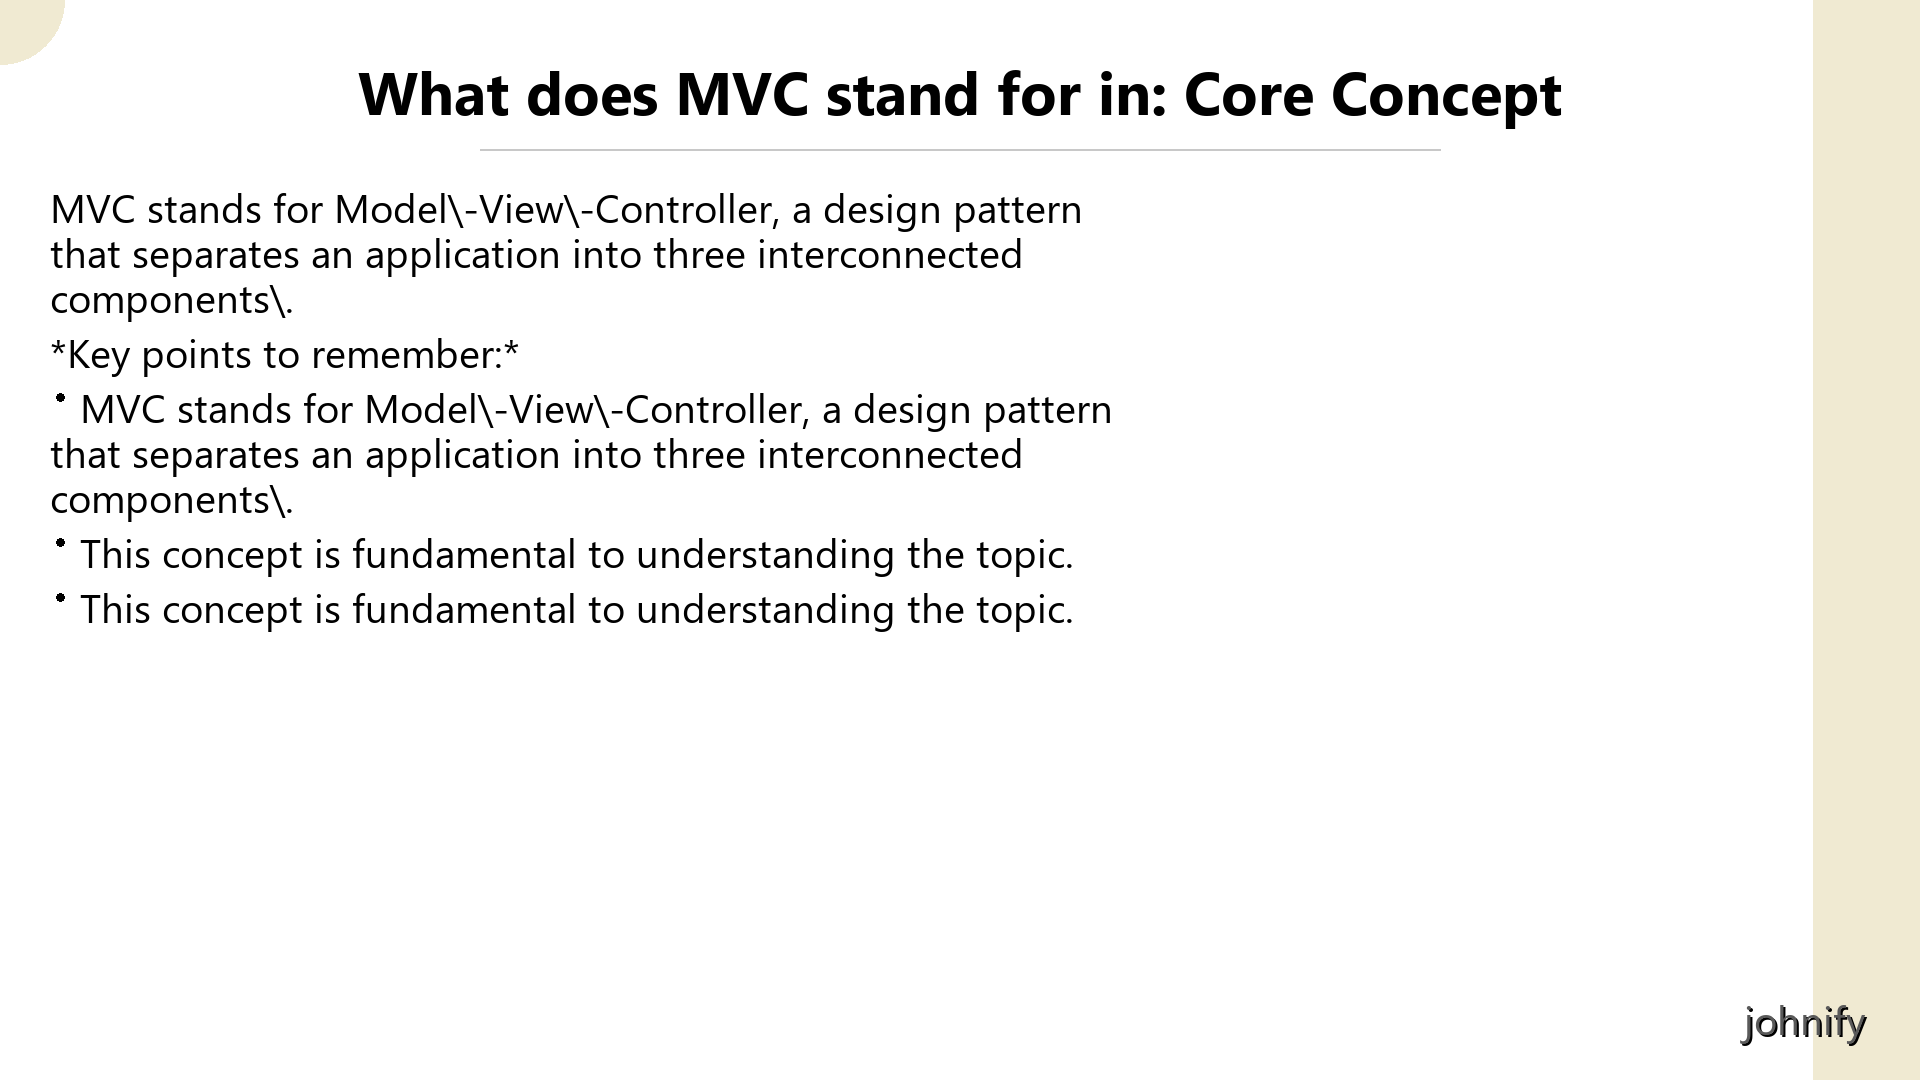 What does MVC stand for in: Core Concept
MVC stands for Model\-View\-Controller, a design pattern
that separates an application into three interconnected
components\.
*Key points to remember:*
• MVC stands for Model\-View\-Controller, a design pattern
that separates an application into three interconnected
components\.
• This concept is fundamental to understanding the topic.
• This concept is fundamental to understanding the topic.
johnify